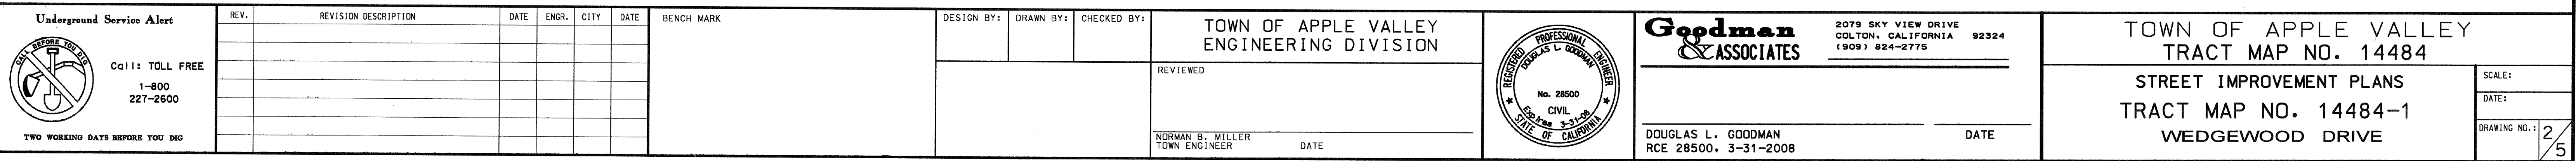 Underground Service Alert
CALL BEFORE YOU DIG
Call: TOLL FREE
1-800
227-2600
TWO WORKING DAYS BEFORE YOU DIG
REV. REVISION DESCRIPTION DATE ENGR. CITY DATE
BENCH MARK
DESIGN BY: DRAWN BY: CHECKED BY:
TOWN OF APPLE VALLEY
ENGINEERING DIVISION
REVIEWED
NORMAN B. MILLER
TOWN ENGINEER DATE
REGISTERED PROFESSIONAL ENGINEER
DOUGLAS L. GOODMAN
No. 28500
CIVIL
Expires 3-31-08
STATE OF CALIFORNIA
Goodman
& ASSOCIATES
2079 SKY VIEW DRIVE
COLTON, CALIFORNIA 92324
(909) 824-2775
DOUGLAS L. GOODMAN DATE
RCE 28500, 3-31-2008
TOWN OF APPLE VALLEY
TRACT MAP NO. 14484
STREET IMPROVEMENT PLANS
TRACT MAP NO. 14484-1
WEDGEWOOD DRIVE
SCALE:
DATE:
DRAWING NO.: 2/5